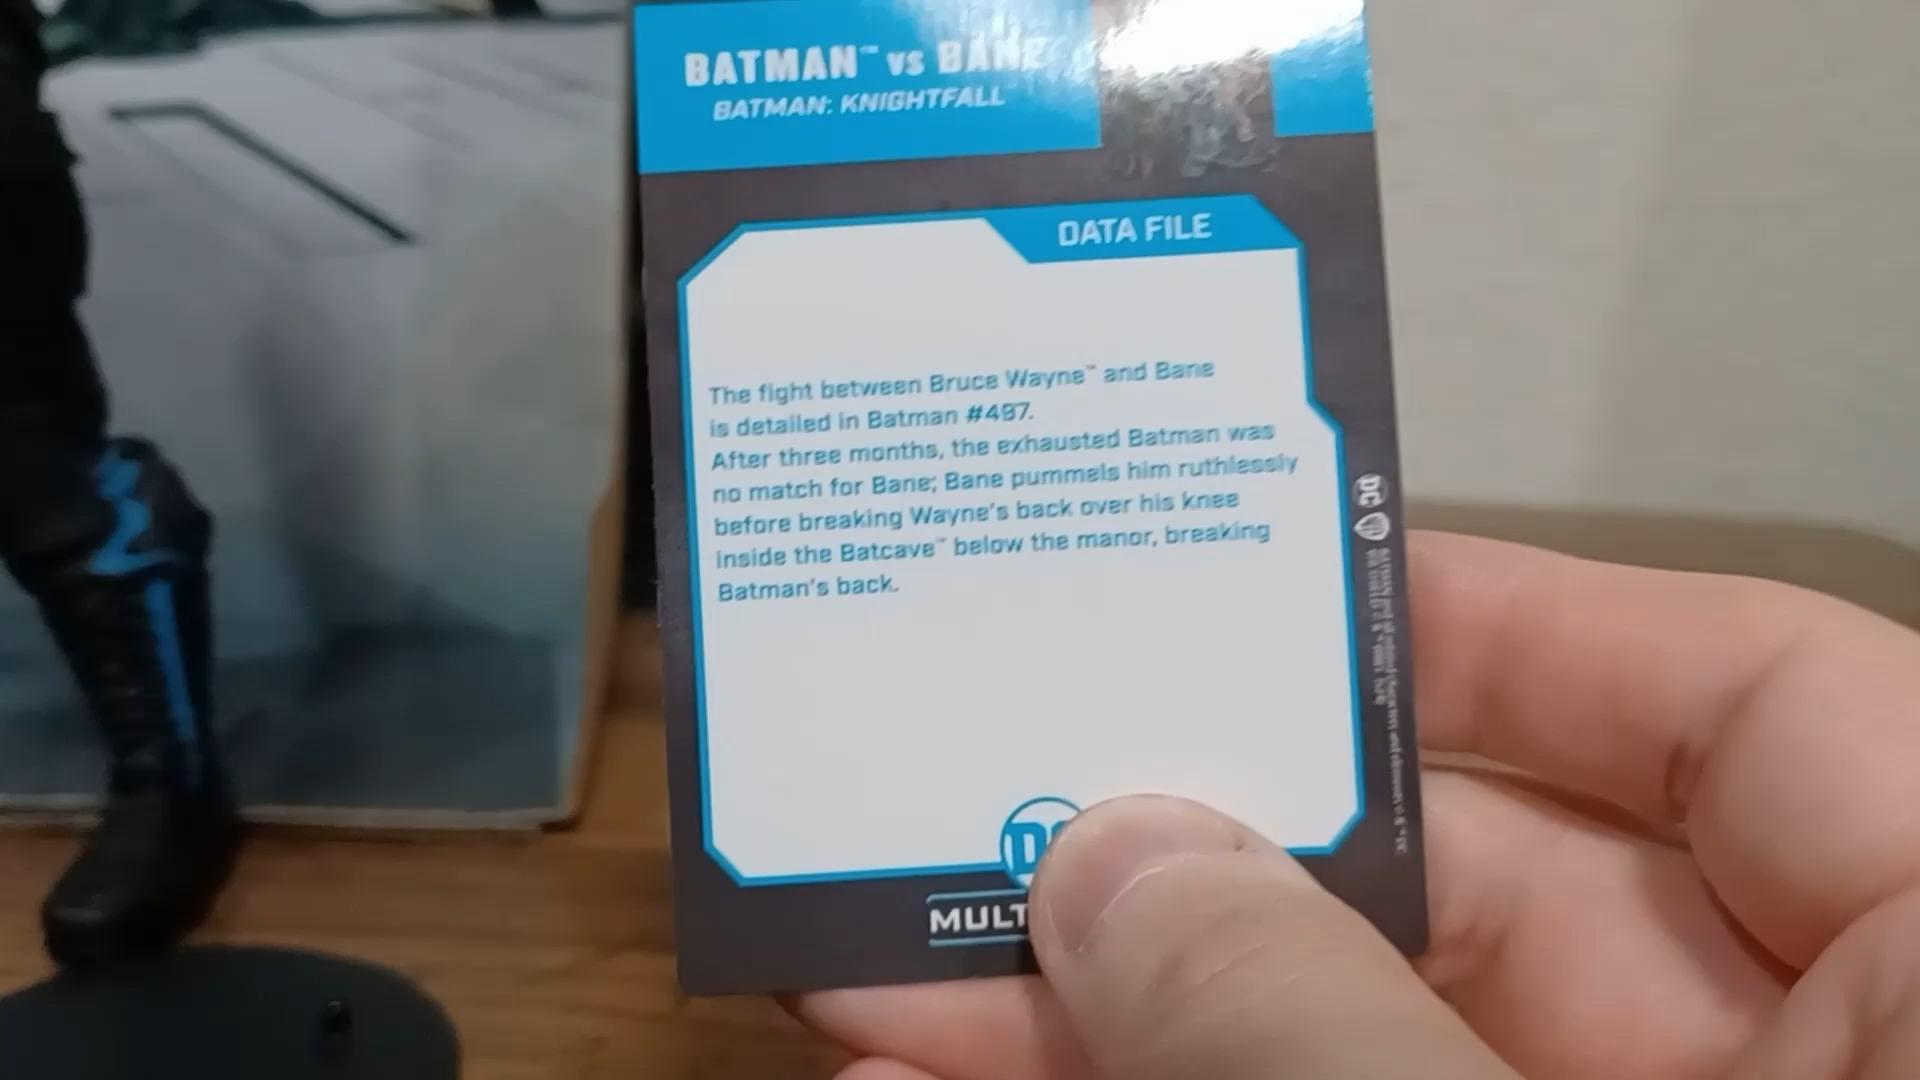 BATMAN™ vs BANE
BATMAN: KNIGHTFALL
DATA FILE
The fight between Bruce Wayne™ and Bane
is detailed in Batman #497.
After three months, the exhausted Batman was
no match for Bane; Bane pummels him ruthlessly
before breaking Wayne's back over his knee
inside the Batcave™ below the manor, breaking
Batman's back.
DC
DC
MULT